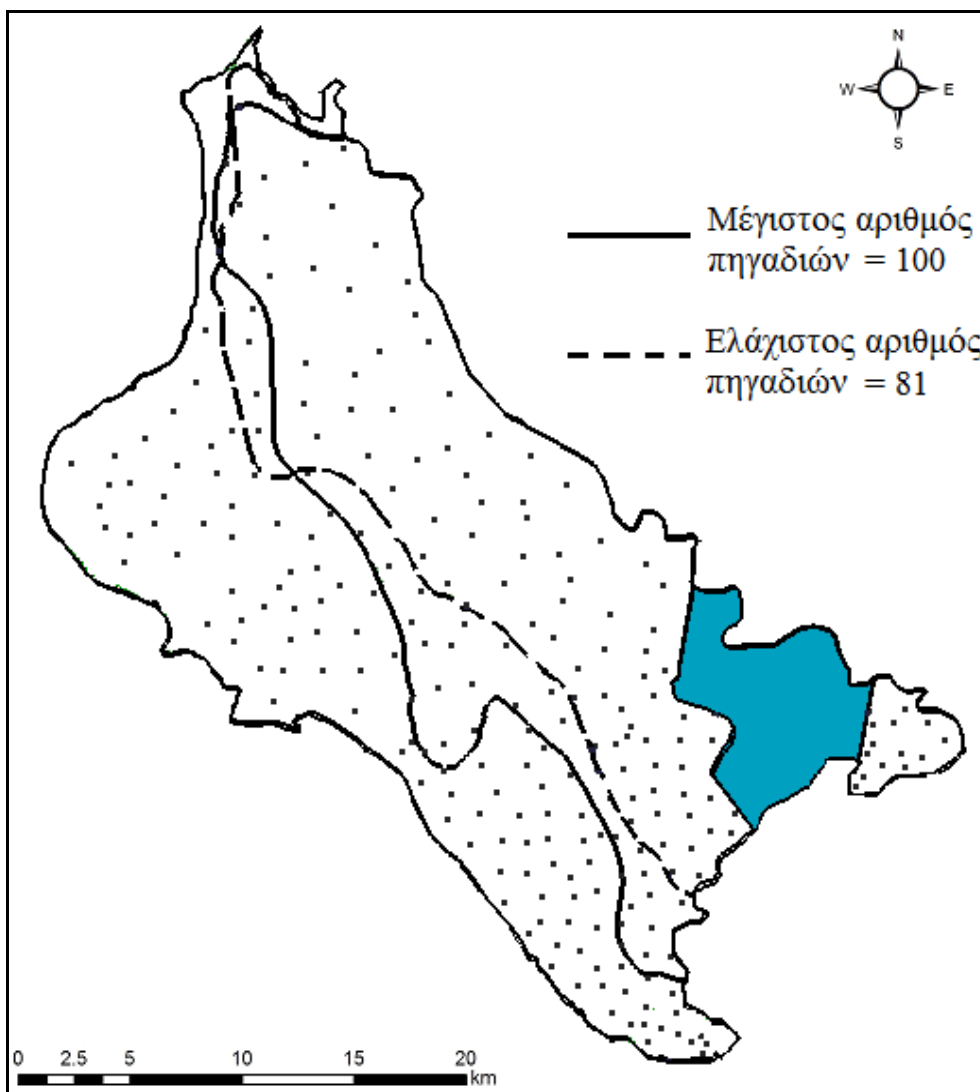 N
W E
S
Μέγιστος αριθμός
πηγαδιών = 100
Ελάχιστος αριθμός
πηγαδιών = 81
0 2.5 5 10 15 20
km